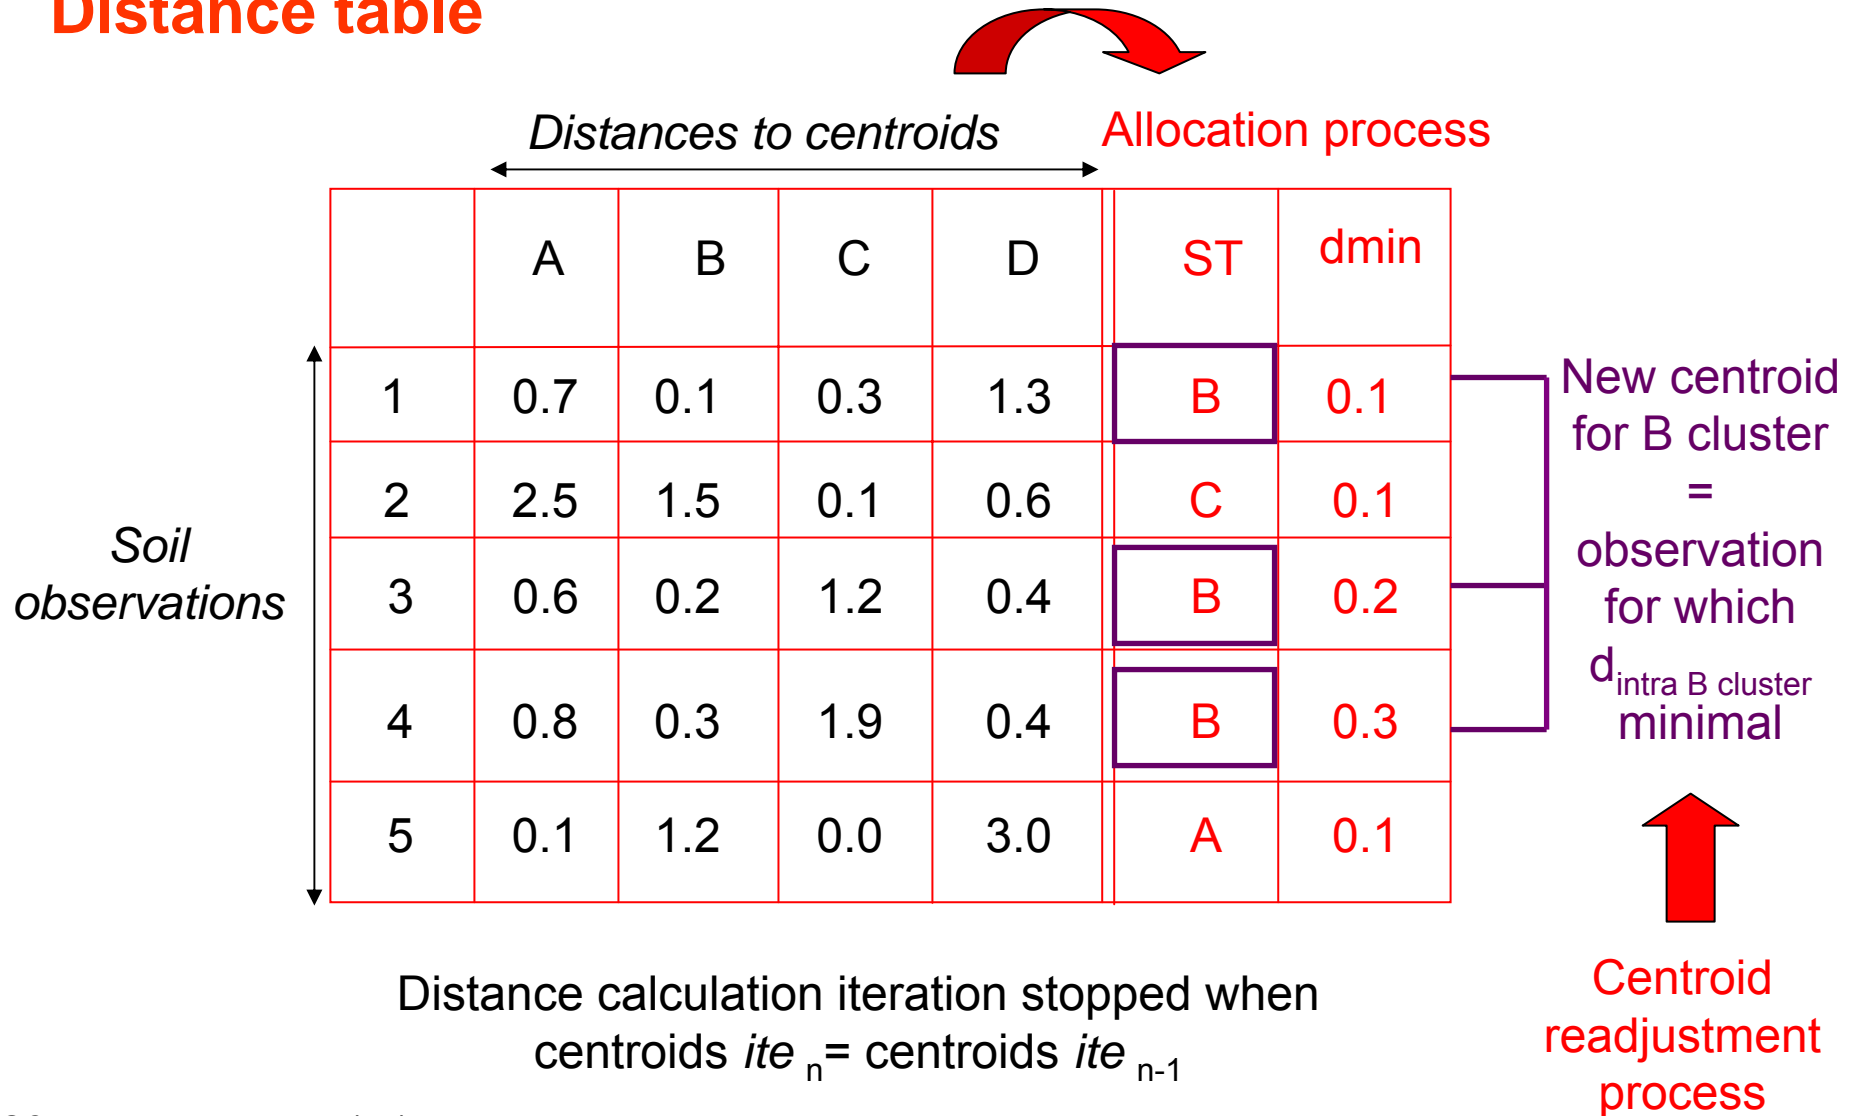 Distance table
Distances to centroids
Allocation process
A B C D ST dmin
1 0.7 0.1 0.3 1.3 B 0.1
2 2.5 1.5 0.1 0.6 C 0.1
3 0.6 0.2 1.2 0.4 B 0.2
4 0.8 0.3 1.9 0.4 B 0.3
5 0.1 1.2 0.0 3.0 A 0.1
Soil
observations
New centroid
for B cluster
=
observation
for which
d intra B cluster
minimal
Centroid
readjustment
process
Distance calculation iteration stopped when
centroids ite n= centroids ite n-1